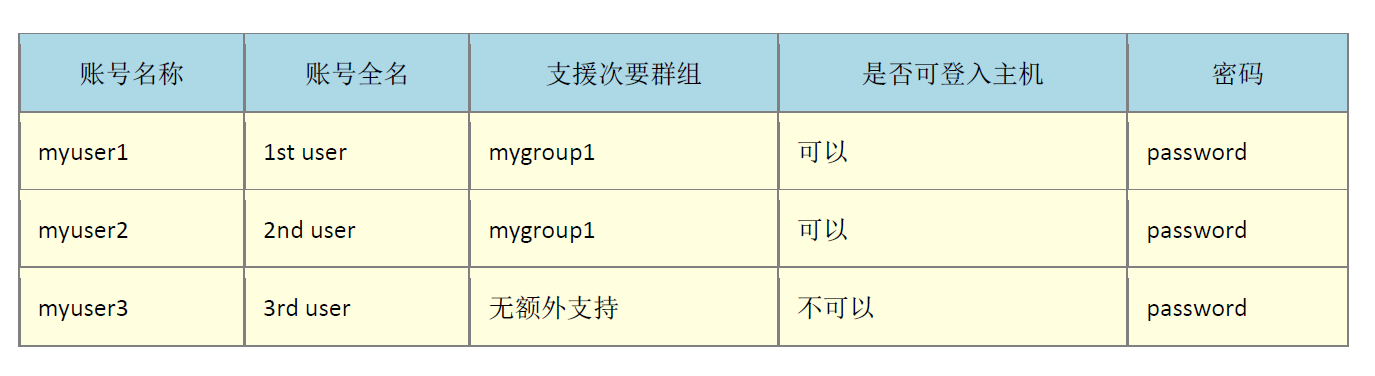 账号名称 账号全名 支援次要群组 是否可登入主机 密码
myuser1 1st user mygroup1 可以 password
myuser2 2nd user mygroup1 可以 password
myuser3 3rd user 无额外支持 不可以 password